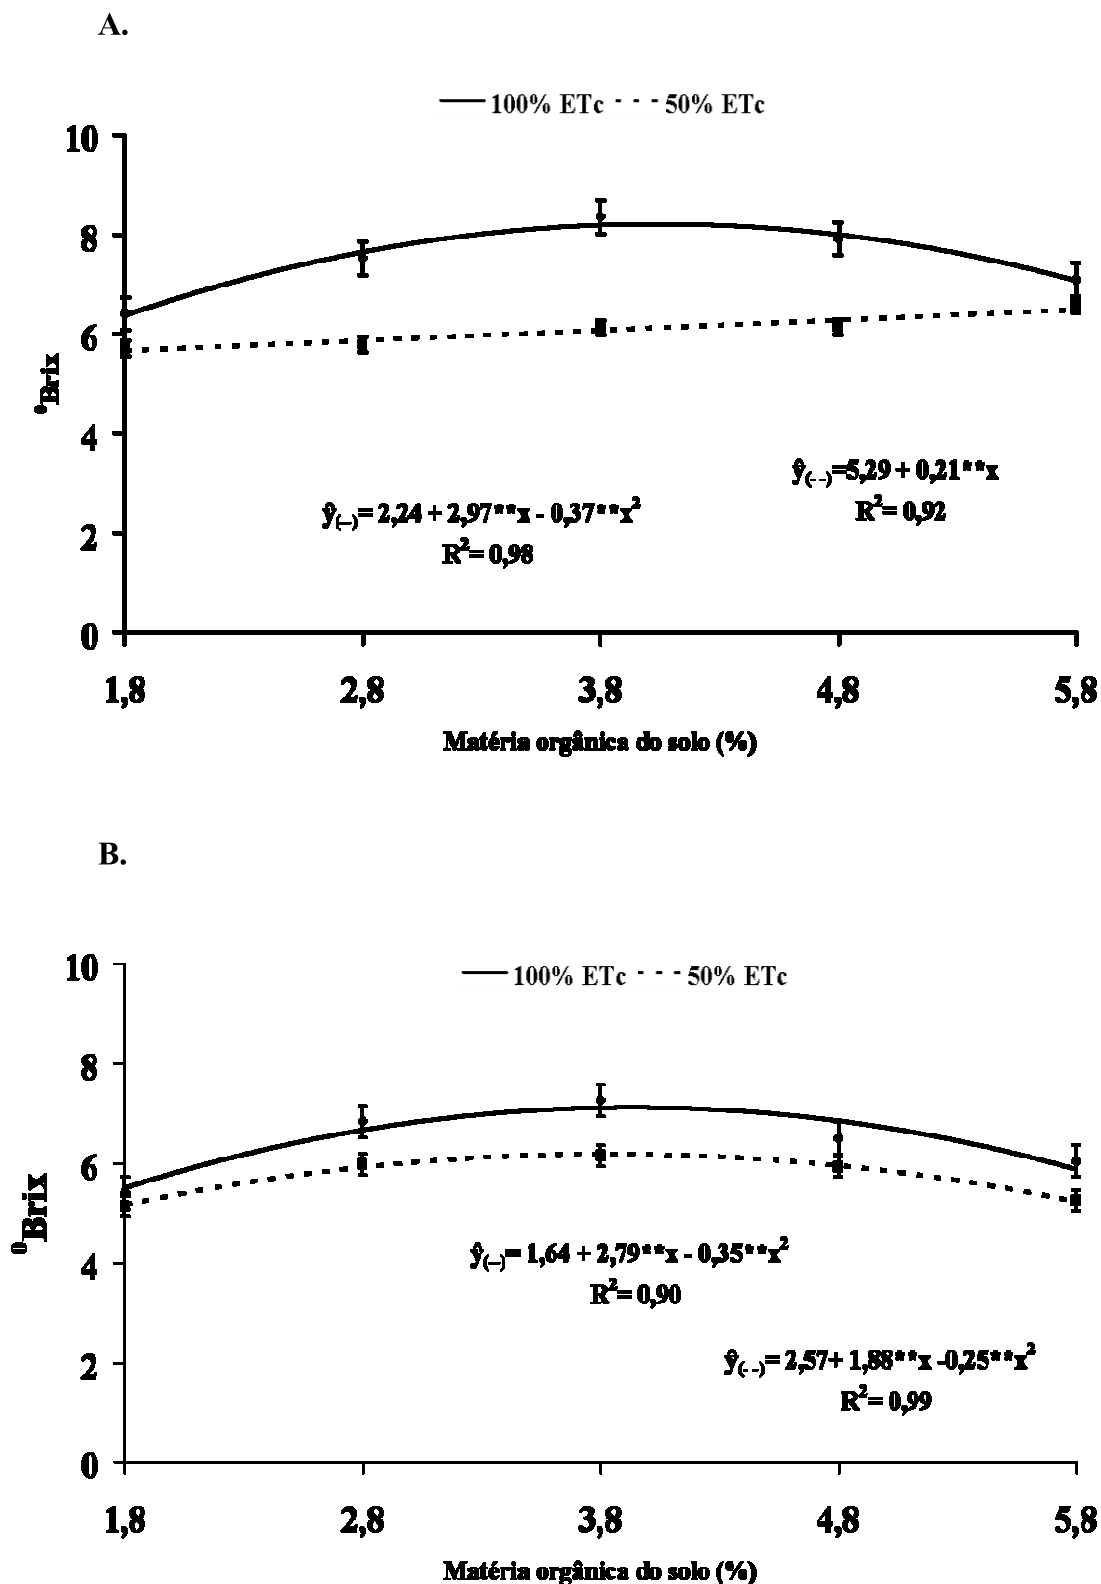 A.
100% ETc 50% ETc
10
8
6
4
2
0
⁰Brix
ŷ(- -)=5,29 + 0,21**x
R²= 0,92
ŷ(–)= 2,24 + 2,97**x - 0,37**x²
R²= 0,98
1,8 2,8 3,8 4,8 5,8
Matéria orgânica do solo (%)
B.
100% ETc 50% ETc
10
8
6
4
2
0
⁰Brix
ŷ(–)= 1,64 + 2,79**x - 0,35**x²
R²= 0,90
ŷ(- -)= 2,57+ 1,88**x -0,25**x²
R²= 0,99
1,8 2,8 3,8 4,8 5,8
Matéria orgânica do solo (%)